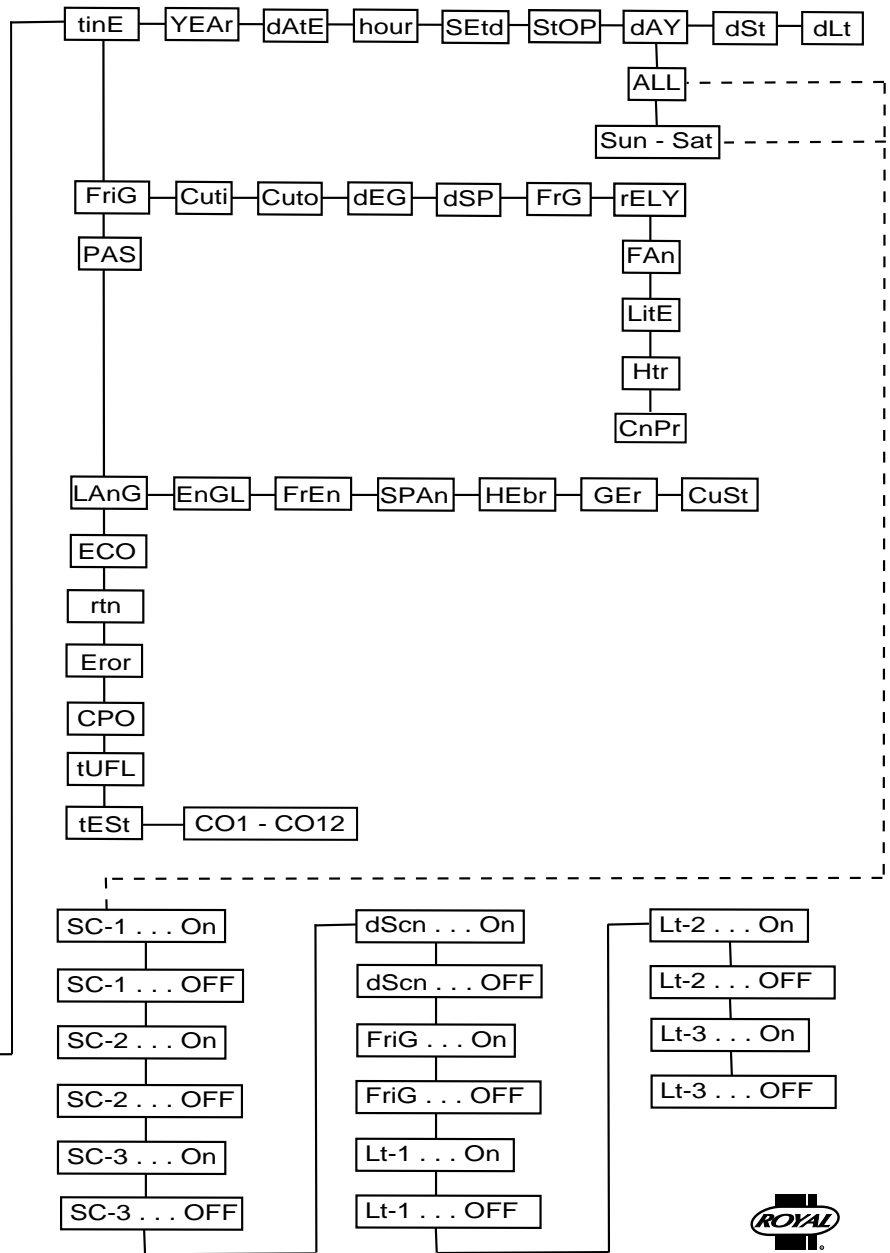 tinE YEAr dAtE hour SEtd StOP dAY dSt dLt
ALL
Sun - Sat
FriG Cuti Cuto dEG dSP FrG rELY
PAS
FAn
LitE
Htr
CnPr
LAnG EnGL FrEn SPAn HEbr GEr CuSt
ECO
rtn
Eror
CPO
tUFL
tESt CO1 - CO12
SC-1 . . . On
SC-1 . . . OFF
SC-2 . . . On
SC-2 . . . OFF
SC-3 . . . On
SC-3 . . . OFF
dScn . . . On
dScn . . . OFF
FriG . . . On
FriG . . . OFF
Lt-1 . . . On
Lt-1 . . . OFF
Lt-2 . . . On
Lt-2 . . . OFF
Lt-3 . . . On
Lt-3 . . . OFF
ROYAL